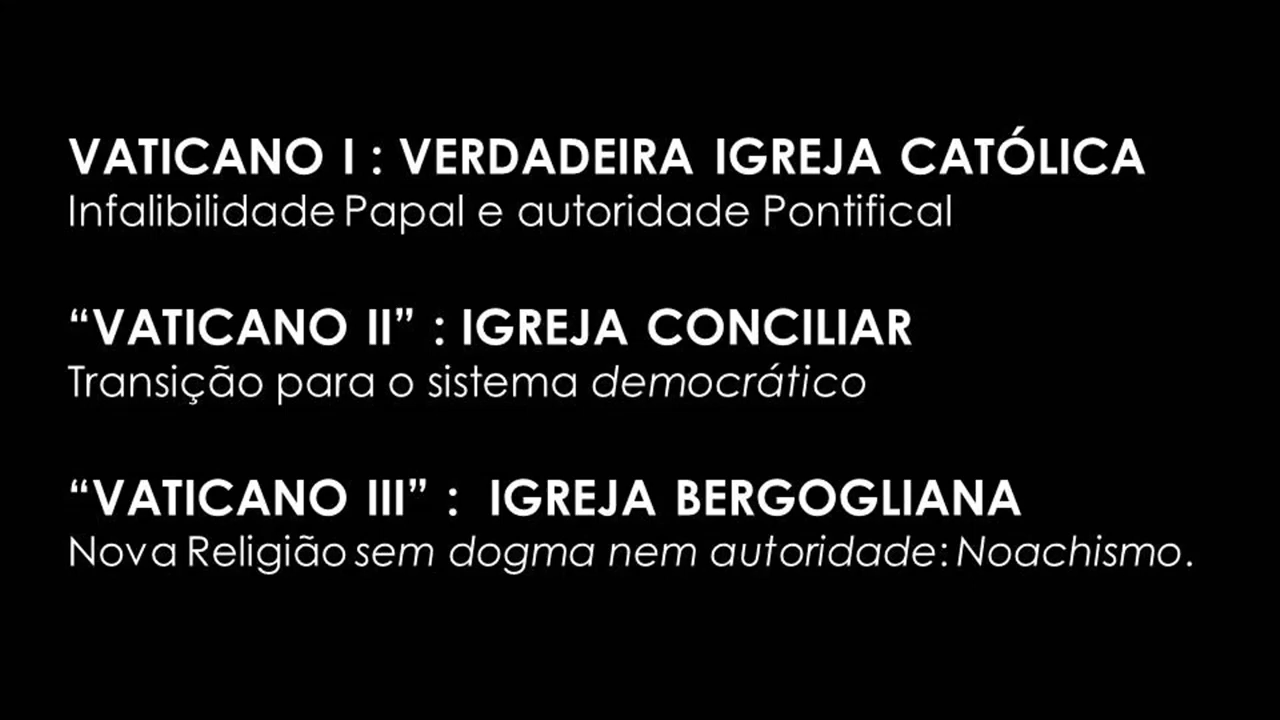 VATICANO I : VERDADEIRA IGREJA CATÓLICA
Infalibilidade Papal e autoridade Pontifical
“VATICANO II” : IGREJA CONCILIAR
Transição para o sistema democrático
“VATICANO III” : IGREJA BERGOGLIANA
Nova Religião sem dogma nem autoridade: Noachismo.